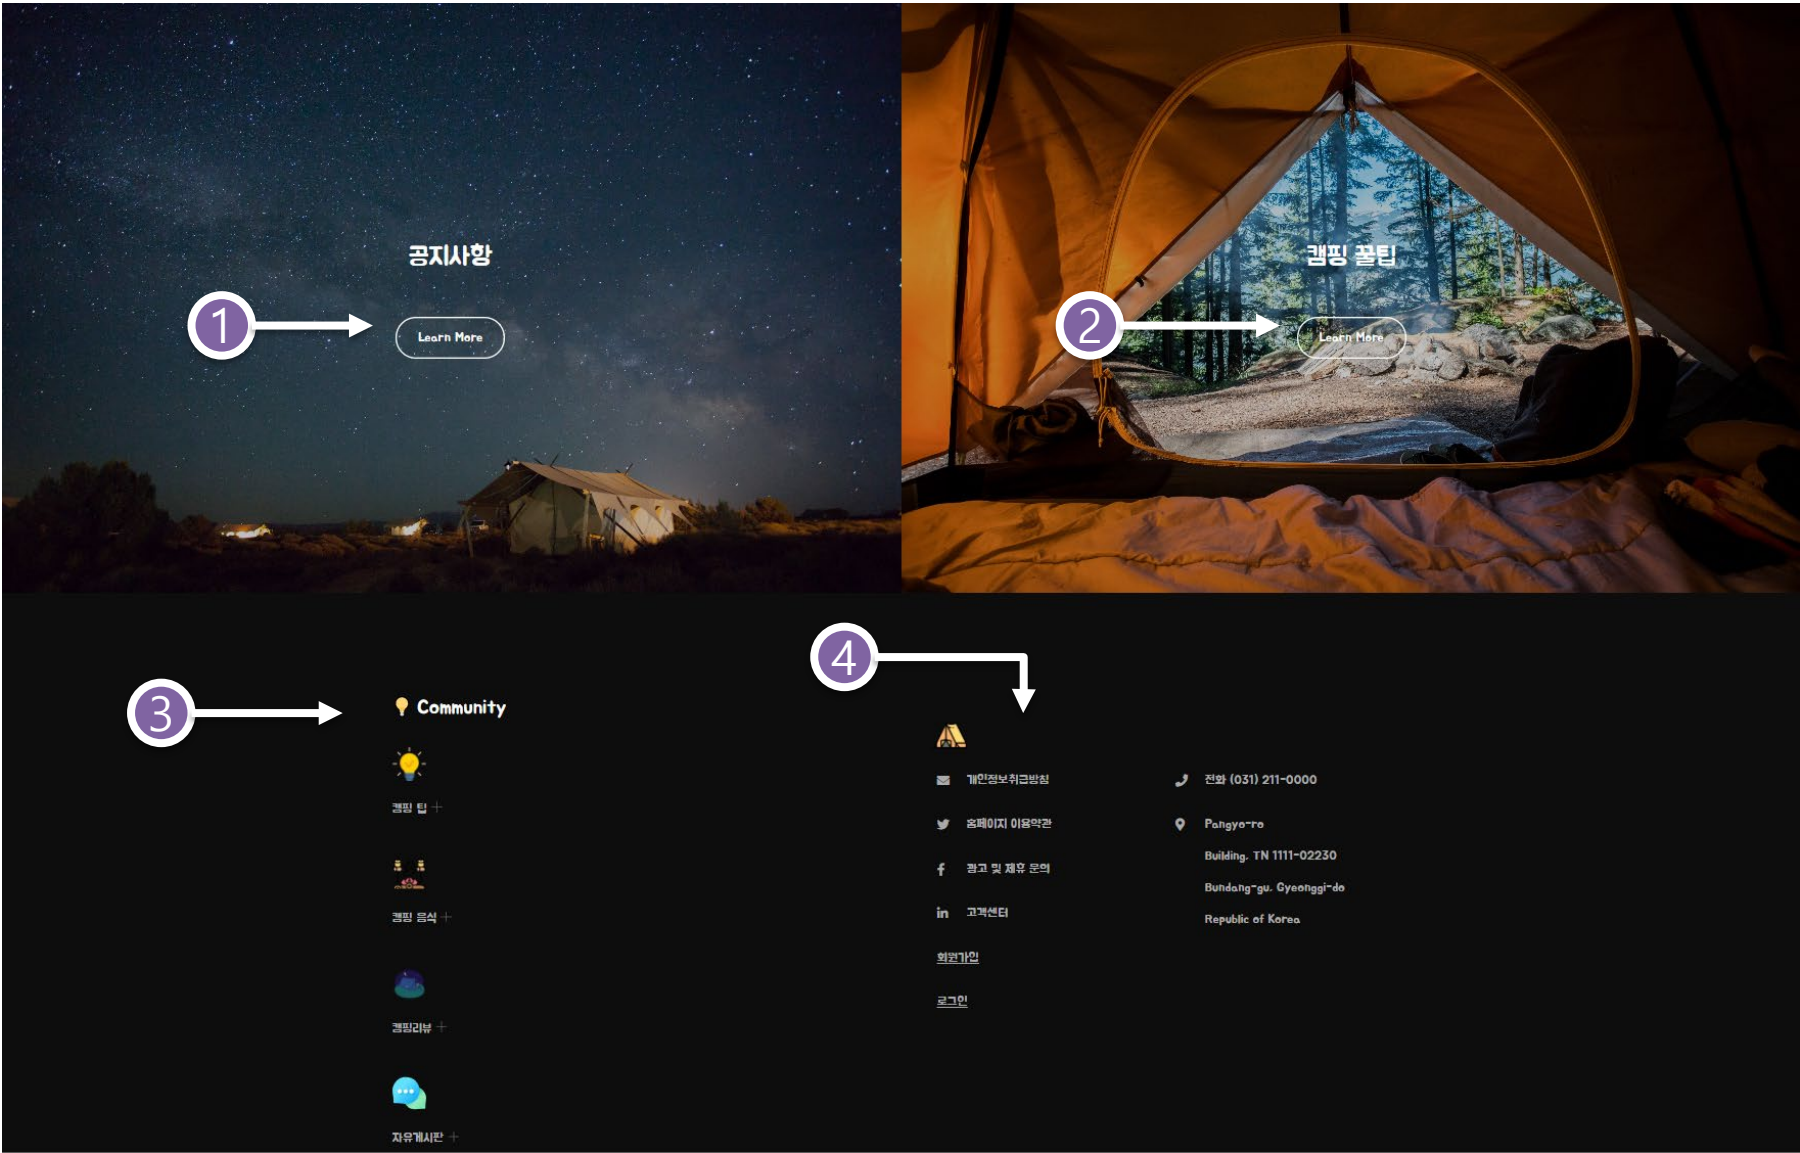 공지사항
1
Learn More
캠핑 꿀팁
2
Learn More
3
Community
캠핑 팁 +
캠핑 음식 +
캠핑리뷰 +
자유게시판 +
4
개인정보취급방침
홈페이지 이용약관
광고 및 제휴 문의
in 고객센터
회원가입
로그인
전화 (031) 211-0000
Pangyo-ro
Building, TN 1111-02230
Bundang-gu, Gyeonggi-do
Republic of Korea